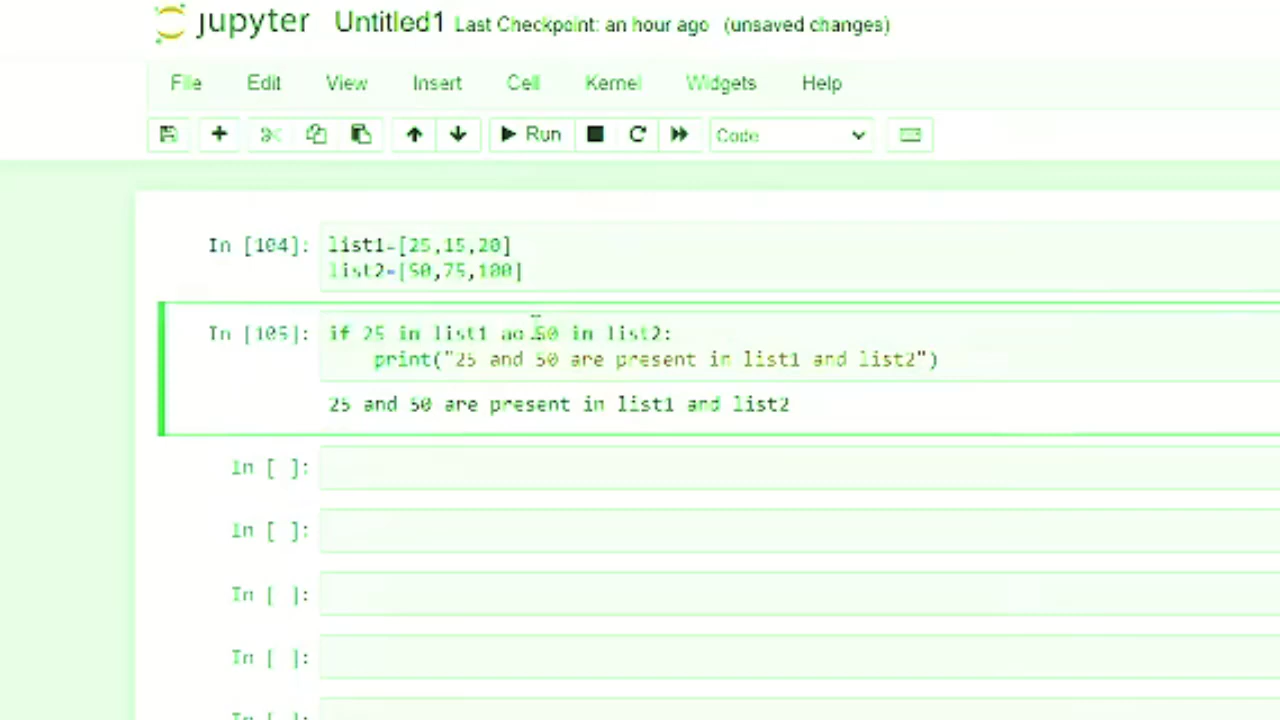 jupyter Untitled1 Last Checkpoint: an hour ago (unsaved changes)
File Edit View Insert Cell Kernel Widgets Help
Run Code
In [104]: list1=[25,15,20]
list2=[50,75,100]
In [105]: if 25 in list1 50 in list2:
print("25 and 50 are present in list1 and list2")
25 and 50 are present in list1 and list2
In [ ]:
In [ ]:
In [ ]:
In [ ]:
In [ ]: